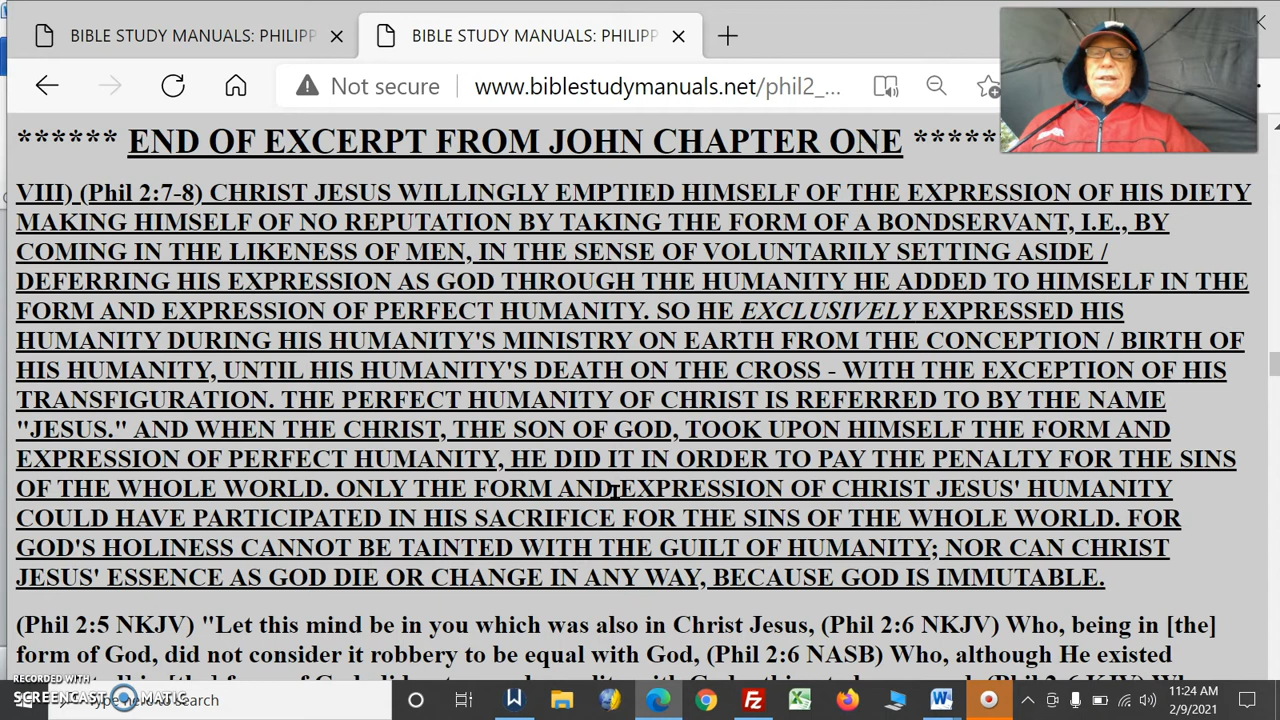 BIBLE STUDY MANUALS: PHILIPP
BIBLE STUDY MANUALS: PHILIPP
Not secure
www.biblestudymanuals.net/phil2_...
****** END OF EXCERPT FROM JOHN CHAPTER ONE *****
VIII) (Phil 2:7-8) CHRIST JESUS WILLINGLY EMPTIED HIMSELF OF THE EXPRESSION OF HIS DIETY
MAKING HIMSELF OF NO REPUTATION BY TAKING THE FORM OF A BONDSERVANT, I.E., BY
COMING IN THE LIKENESS OF MEN, IN THE SENSE OF VOLUNTARILY SETTING ASIDE /
DEFERRING HIS EXPRESSION AS GOD THROUGH THE HUMANITY HE ADDED TO HIMSELF IN THE
FORM AND EXPRESSION OF PERFECT HUMANITY. SO HE EXCLUSIVELY EXPRESSED HIS
HUMANITY DURING HIS HUMANITY'S MINISTRY ON EARTH FROM THE CONCEPTION / BIRTH OF
HIS HUMANITY, UNTIL HIS HUMANITY'S DEATH ON THE CROSS - WITH THE EXCEPTION OF HIS
TRANSFIGURATION. THE PERFECT HUMANITY OF CHRIST IS REFERRED TO BY THE NAME
"JESUS." AND WHEN THE CHRIST, THE SON OF GOD, TOOK UPON HIMSELF THE FORM AND
EXPRESSION OF PERFECT HUMANITY, HE DID IT IN ORDER TO PAY THE PENALTY FOR THE SINS
OF THE WHOLE WORLD. ONLY THE FORM AND EXPRESSION OF CHRIST JESUS' HUMANITY
COULD HAVE PARTICIPATED IN HIS SACRIFICE FOR THE SINS OF THE WHOLE WORLD. FOR
GOD'S HOLINESS CANNOT BE TAINTED WITH THE GUILT OF HUMANITY; NOR CAN CHRIST
JESUS' ESSENCE AS GOD DIE OR CHANGE IN ANY WAY, BECAUSE GOD IS IMMUTABLE.
(Phil 2:5 NKJV) "Let this mind be in you which was also in Christ Jesus, (Phil 2:6 NKJV) Who, being in [the]
form of God, did not consider it robbery to be equal with God, (Phil 2:6 NASB) Who, although He existed
RECORDED WITH
SCREENCAST MATIC
Type here to search
11:24 AM
2/9/2021